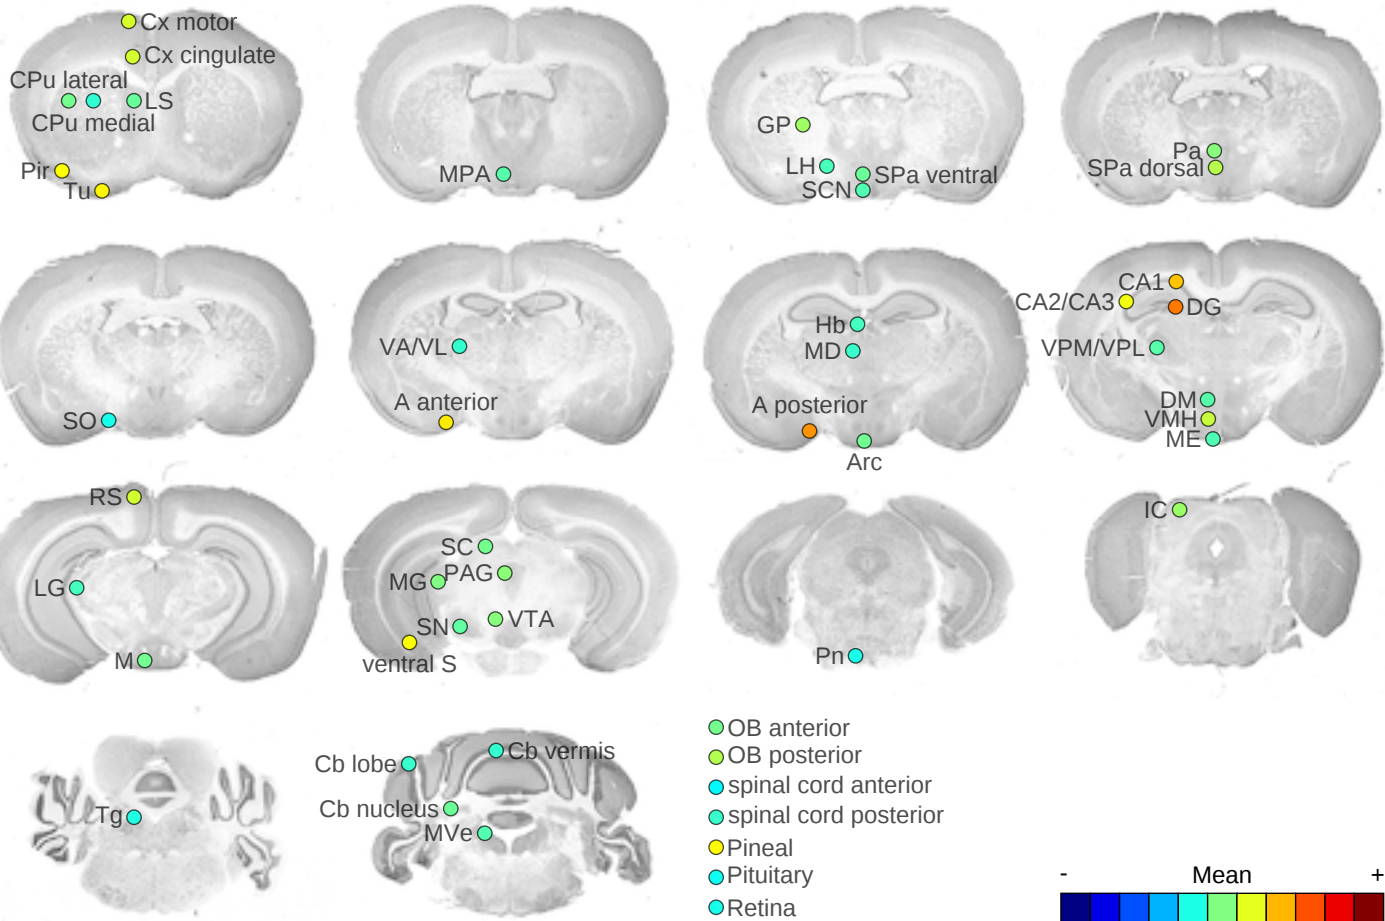 Cx motor
Cx cingulate
CPu lateral
LS
CPu medial
Pir
Tu
MPA
GP
LH
SPa ventral
SCN
Pa
SPa dorsal
SO
VA/VL
A anterior
Hb
MD
A posterior
Arc
CA1
CA2/CA3
DG
VPM/VPL
DM
VMH
ME
RS
LG
M
SC
PAG
MG
VTA
SN
ventral S
Pn
IC
Tg
Cb vermis
Cb lobe
Cb nucleus
MVe
OB anterior
OB posterior
spinal cord anterior
spinal cord posterior
Pineal
Pituitary
Retina
- Mean +